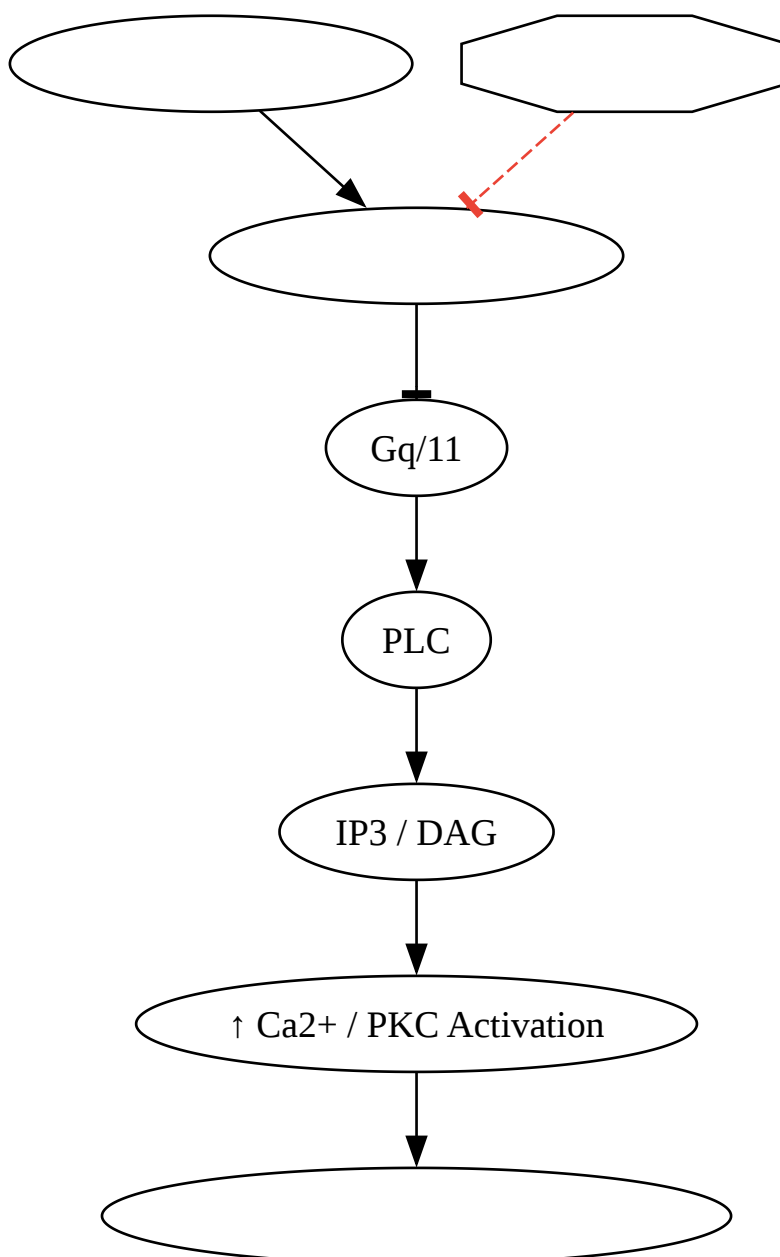 Gq/11
PLC
IP3 / DAG
↑ Ca2+ / PKC Activation